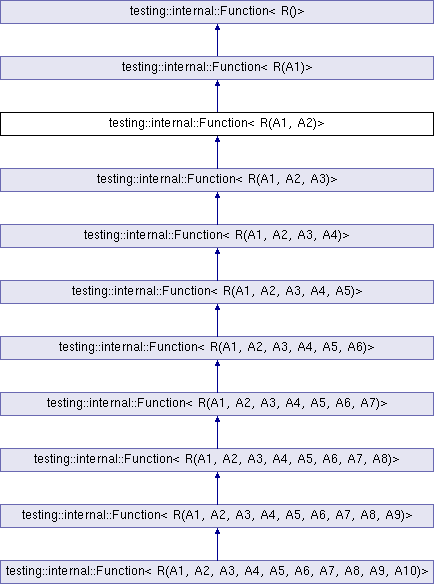 testing::internal::Function< R()>
testing::internal::Function< R(A1)>
testing::internal::Function< R(A1, A2)>
testing::internal::Function< R(A1, A2, A3)>
testing::internal::Function< R(A1, A2, A3, A4)>
testing::internal::Function< R(A1, A2, A3, A4, A5)>
testing::internal::Function< R(A1, A2, A3, A4, A5, A6)>
testing::internal::Function< R(A1, A2, A3, A4, A5, A6, A7)>
testing::internal::Function< R(A1, A2, A3, A4, A5, A6, A7, A8)>
testing::internal::Function< R(A1, A2, A3, A4, A5, A6, A7, A8, A9)>
testing::internal::Function< R(A1, A2, A3, A4, A5, A6, A7, A8, A9, A10)>